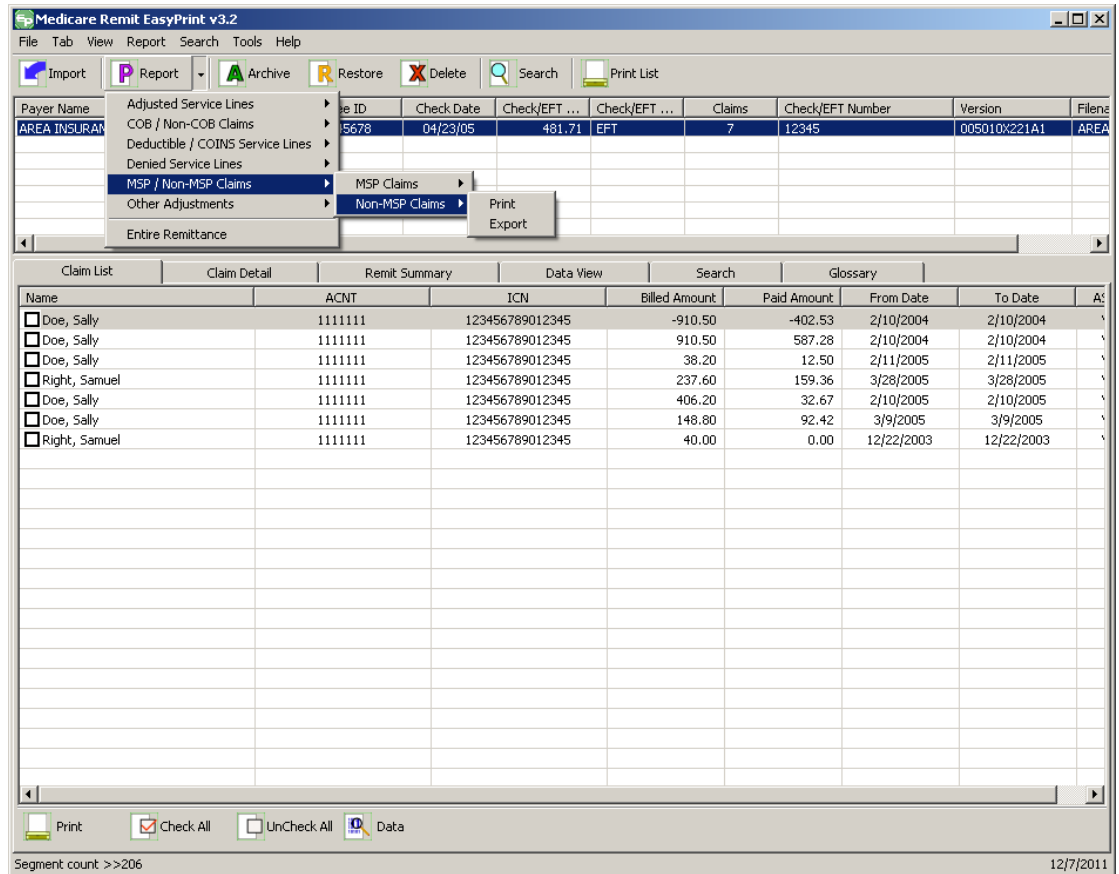 Medicare Remit EasyPrint v3.2
File Tab View Report Search Tools Help
Import Report Archive Restore Delete Search Print List
Payer Name ee ID Check Date Check/EFT ... Check/EFT ... Claims Check/EFT Number Version Filena
AREA INSURAN 5678 04/23/05 481.71 EFT 7 12345 005010X221A1 AREA
Adjusted Service Lines
COB / Non-COB Claims
Deductible / COINS Service Lines
Denied Service Lines
MSP / Non-MSP Claims MSP Claims
Other Adjustments Non-MSP Claims Print
Export
Entire Remittance
Claim List Claim Detail Remit Summary Data View Search Glossary
Name ACNT ICN Billed Amount Paid Amount From Date To Date AS
Doe, Sally 1111111 123456789012345 -910.50 -402.53 2/10/2004 2/10/2004
Doe, Sally 1111111 123456789012345 910.50 587.28 2/10/2004 2/10/2004
Doe, Sally 1111111 123456789012345 38.20 12.50 2/11/2005 2/11/2005
Right, Samuel 1111111 123456789012345 237.60 159.36 3/28/2005 3/28/2005
Doe, Sally 1111111 123456789012345 406.20 32.67 2/10/2005 2/10/2005
Doe, Sally 1111111 123456789012345 148.80 92.42 3/9/2005 3/9/2005
Right, Samuel 1111111 123456789012345 40.00 0.00 12/22/2003 12/22/2003
Print Check All UnCheck All Data
Segment count >>206 12/7/2011